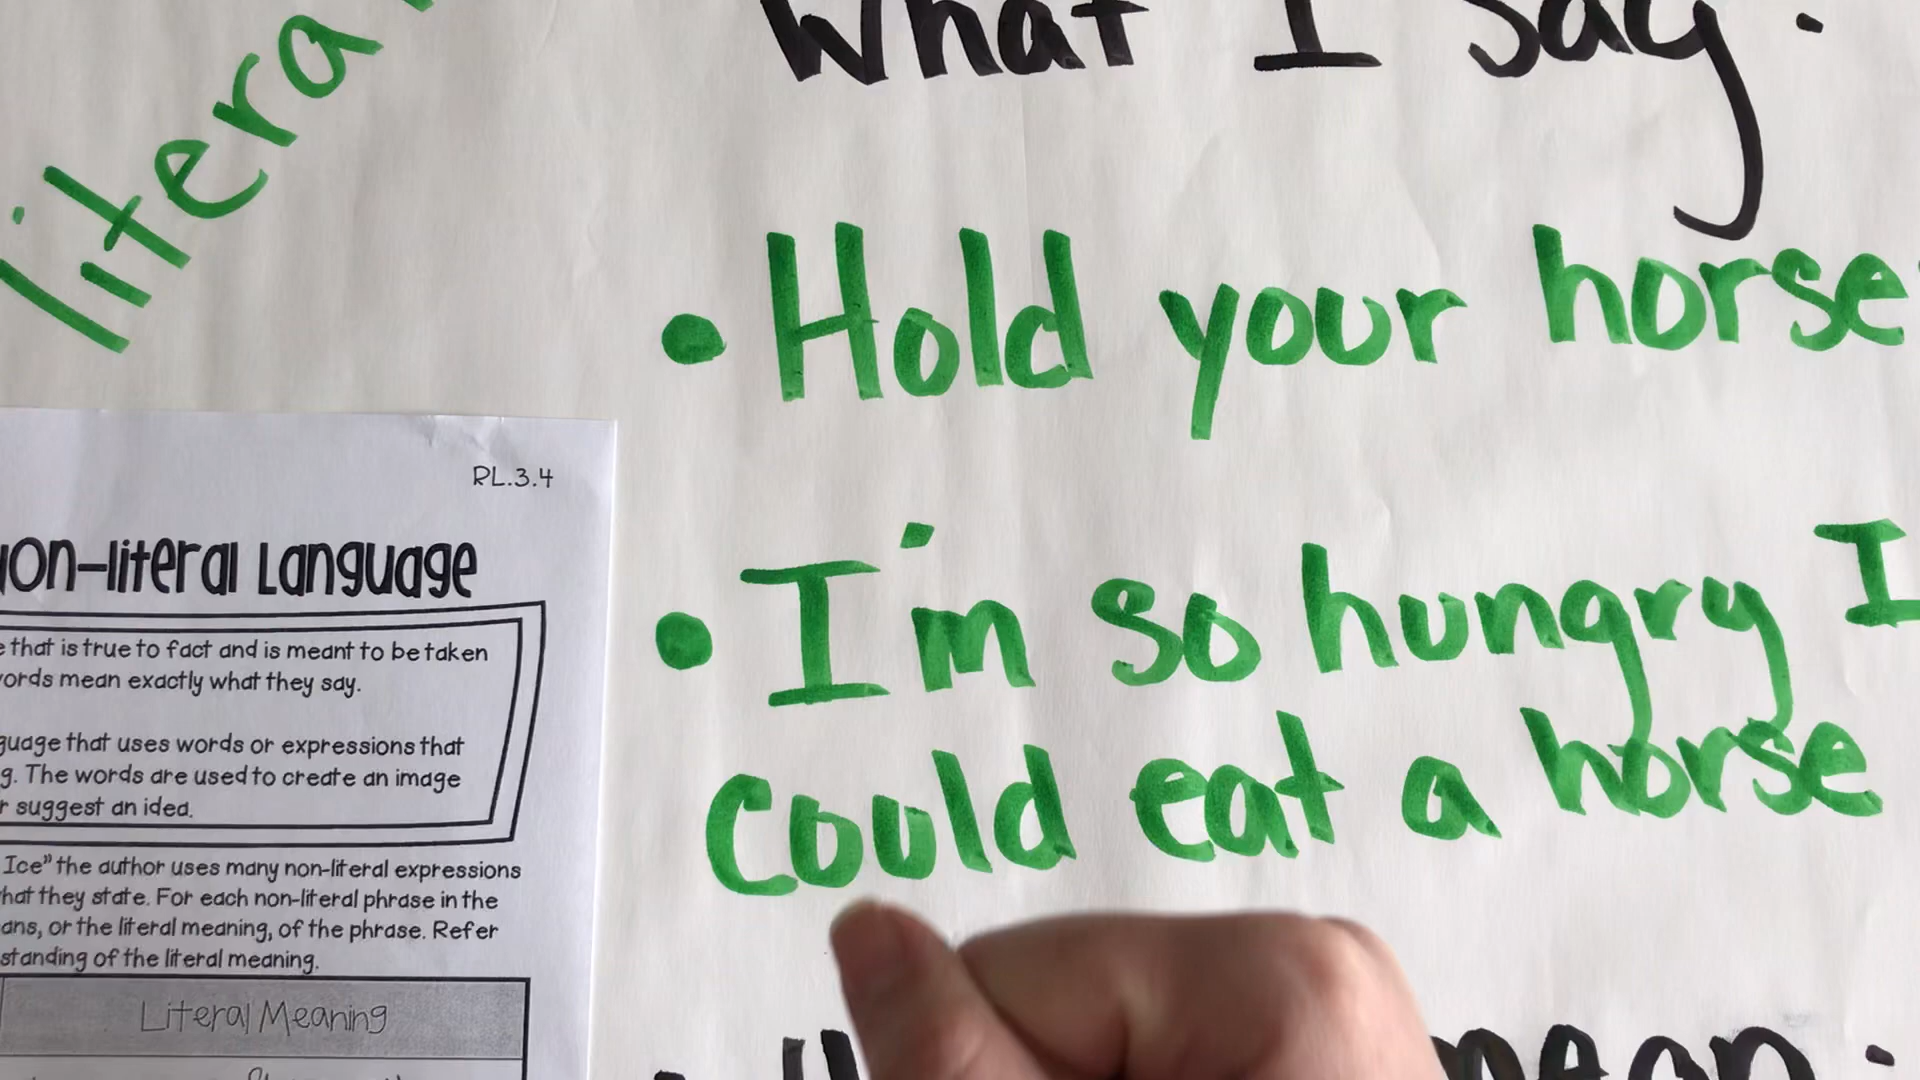 What I say:
litera
• Hold your horse
• I'm so hungry I
could eat a horse
RL.3.4
Non-literal Language
that is true to fact and is meant to be taken
words mean exactly what they say.
that uses words or expressions that
The words are used to create an image
suggest an idea.
Ice" the author uses many non-literal expressions
they state. For each non-literal phrase in the
or the literal meaning, of the phrase. Refer
of the literal meaning.
Literal Meaning
mean: